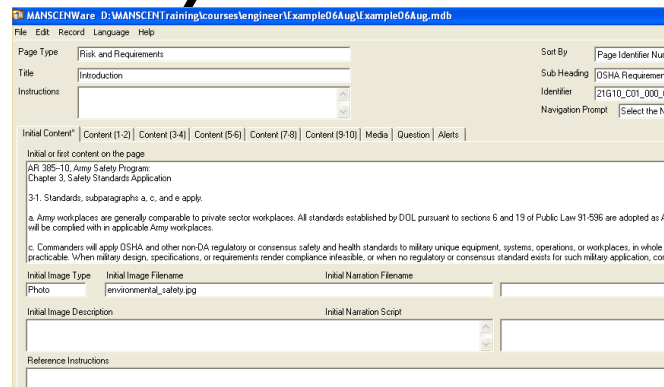 MANSCENWare D:\MANSCENTraining\courses\engineer\Example06Aug\Example06Aug.mdb
File Edit Record Language Help
Page Type Risk and Requirements Sort By Page Identifier
Title Introduction Sub Heading OSHA
Instructions Identifier 21G10_C01_000_
Navigation Prompt Select the
Initial Content* Content (1-2) Content (3-4) Content (5-6) Content (7-8) Content (9-10) Media Question Alerts
Initial or first content on the page
AR 385–10, Army Safety Program:
Chapter 3, Safety Standards Application
3-1. Standards, subparagraphs a, c, and e apply.
a. Army workplaces are generally comparable to private sector workplaces. All standards established by DOL pursuant to sections 6 and 19 of Public Law 91-596 are adopted as
will be complied with in applicable Army workplaces.
c. Commanders will apply OSHA and other non-DA regulatory or consensus safety and health standards to military unique equipment, systems, operations, or workplaces, in whole
practicable. When military design, specifications, or requirements render compliance infeasible, or when no regulatory or consensus standard exists for such military application,
Initial Image Type Initial Image Filename Initial Narration Filename
Photo environmental_safety.jpg
Initial Image Description Initial Narration Script
Reference Instructions